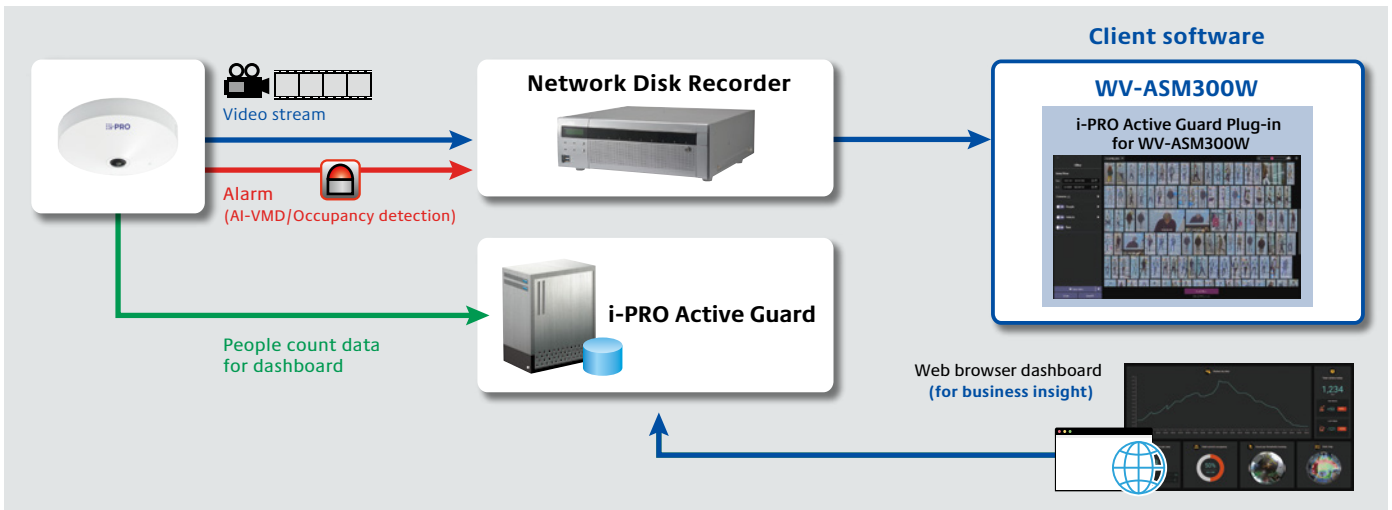 Client software
i-PRO
Video stream
Alarm
(AI-VMD/Occupancy detection)
People count data
for dashboard
Network Disk Recorder
i-PRO Active Guard
WV-ASM300W
i-PRO Active Guard Plug-in
for WV-ASM300W
Web browser dashboard
(for business insight)
1,234
50%